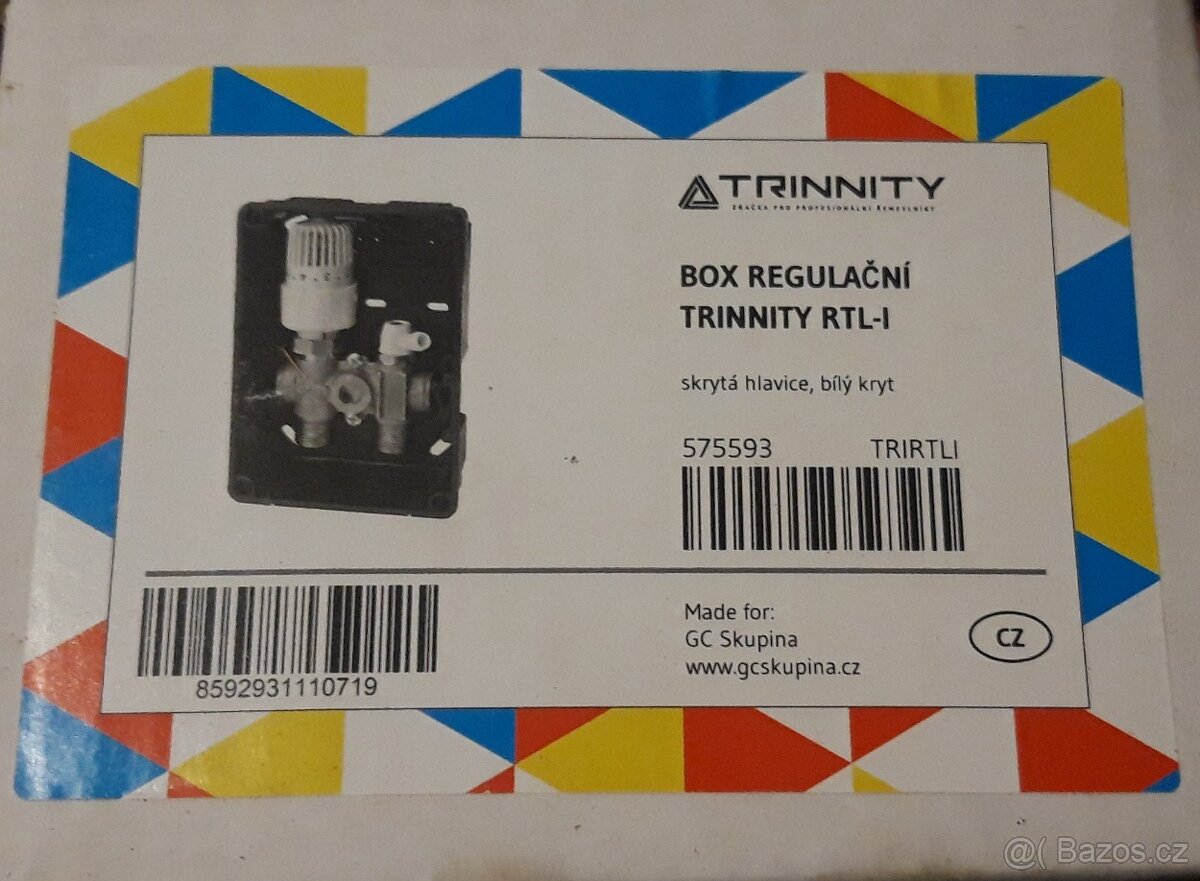 TRINNITY
ZNAČKA PRO PROFESIONÁLNÍ ŘEMESLNÍKY
BOX REGULAČNÍ
TRINNITY RTL-I
skrytá hlavice, bílý kryt
575593 TRIRTLI
8592931110719
Made for:
GC Skupina
www.gcskupina.cz
CZ
@( Bazos.cz